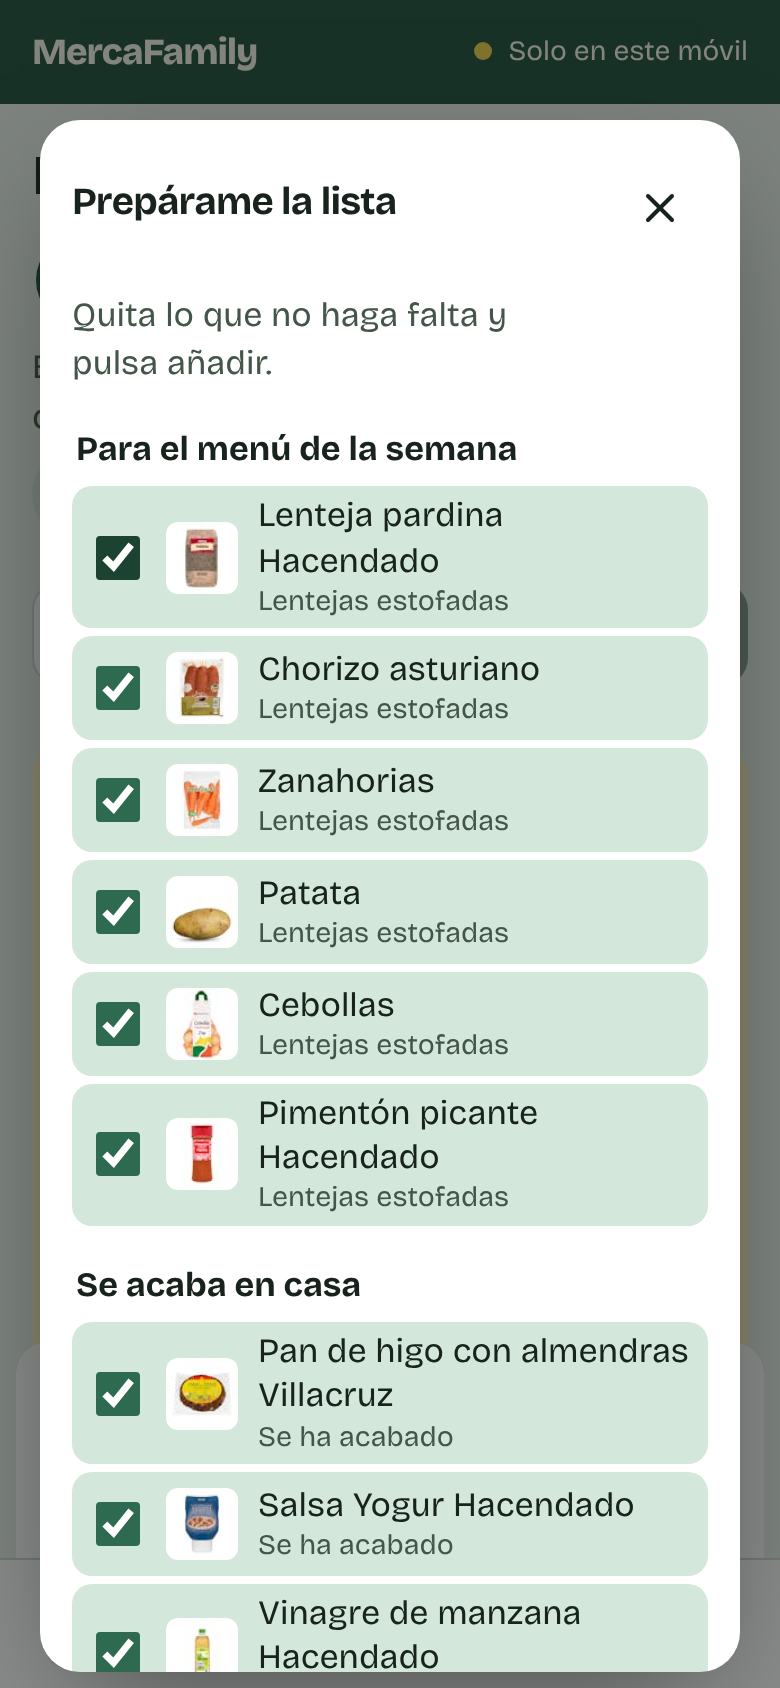 MercaFamily
Solo en este móvil
Prepárame la lista
Quita lo que no haga falta y
pulsa añadir.
Para el menú de la semana
Lenteja pardina
Hacendado
Lentejas estofadas
Chorizo asturiano
Lentejas estofadas
Zanahorias
Lentejas estofadas
Patata
Lentejas estofadas
Cebollas
Lentejas estofadas
Pimentón picante
Hacendado
Lentejas estofadas
Se acaba en casa
Pan de higo con almendras
Villacruz
Se ha acabado
Salsa Yogur Hacendado
Se ha acabado
Vinagre de manzana
Hacendado